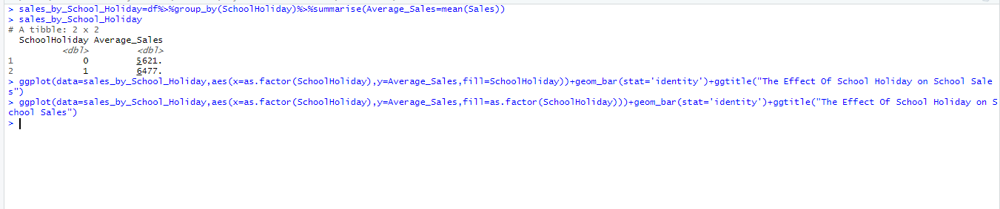 > sales_by_School_Holiday=df%>%group_by(SchoolHoliday)%>%summarise(Average_Sales=mean(Sales))
> sales_by_School_Holiday
# A tibble: 2 x 2
  SchoolHoliday Average_Sales
          <dbl>         <dbl>
1             0         5621.
2             1         6477.
> ggplot(data=sales_by_School_Holiday,aes(x=as.factor(SchoolHoliday),y=Average_Sales,fill=SchoolHoliday))+geom_bar(stat='identity')+ggtitle("The Effect Of School Holiday on School Sale
s")
> ggplot(data=sales_by_School_Holiday,aes(x=as.factor(SchoolHoliday),y=Average_Sales,fill=as.factor(SchoolHoliday)))+geom_bar(stat='identity')+ggtitle("The Effect Of School Holiday on S
chool Sales")
>